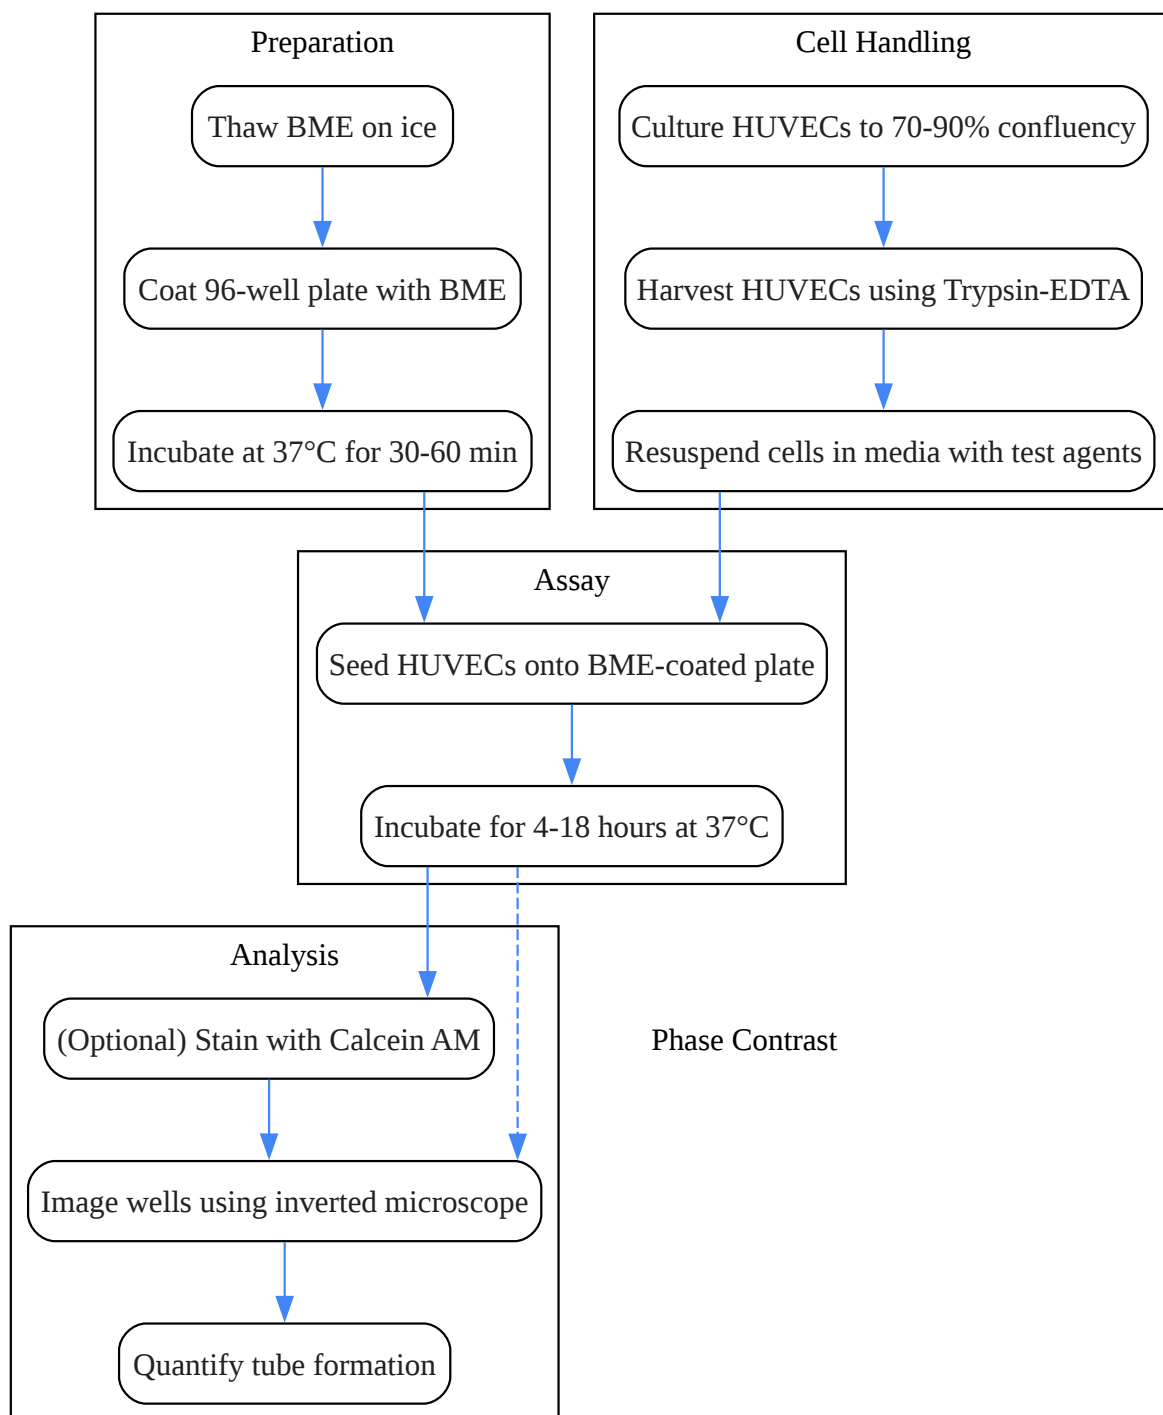 Preparation
Thaw BME on ice
Coat 96-well plate with BME
Incubate at 37°C for 30-60 min
Cell Handling
Culture HUVECs to 70-90% confluency
Harvest HUVECs using Trypsin-EDTA
Resuspend cells in media with test agents
Assay
Seed HUVECs onto BME-coated plate
Incubate for 4-18 hours at 37°C
Analysis
(Optional) Stain with Calcein AM
Phase Contrast
Image wells using inverted microscope
Quantify tube formation